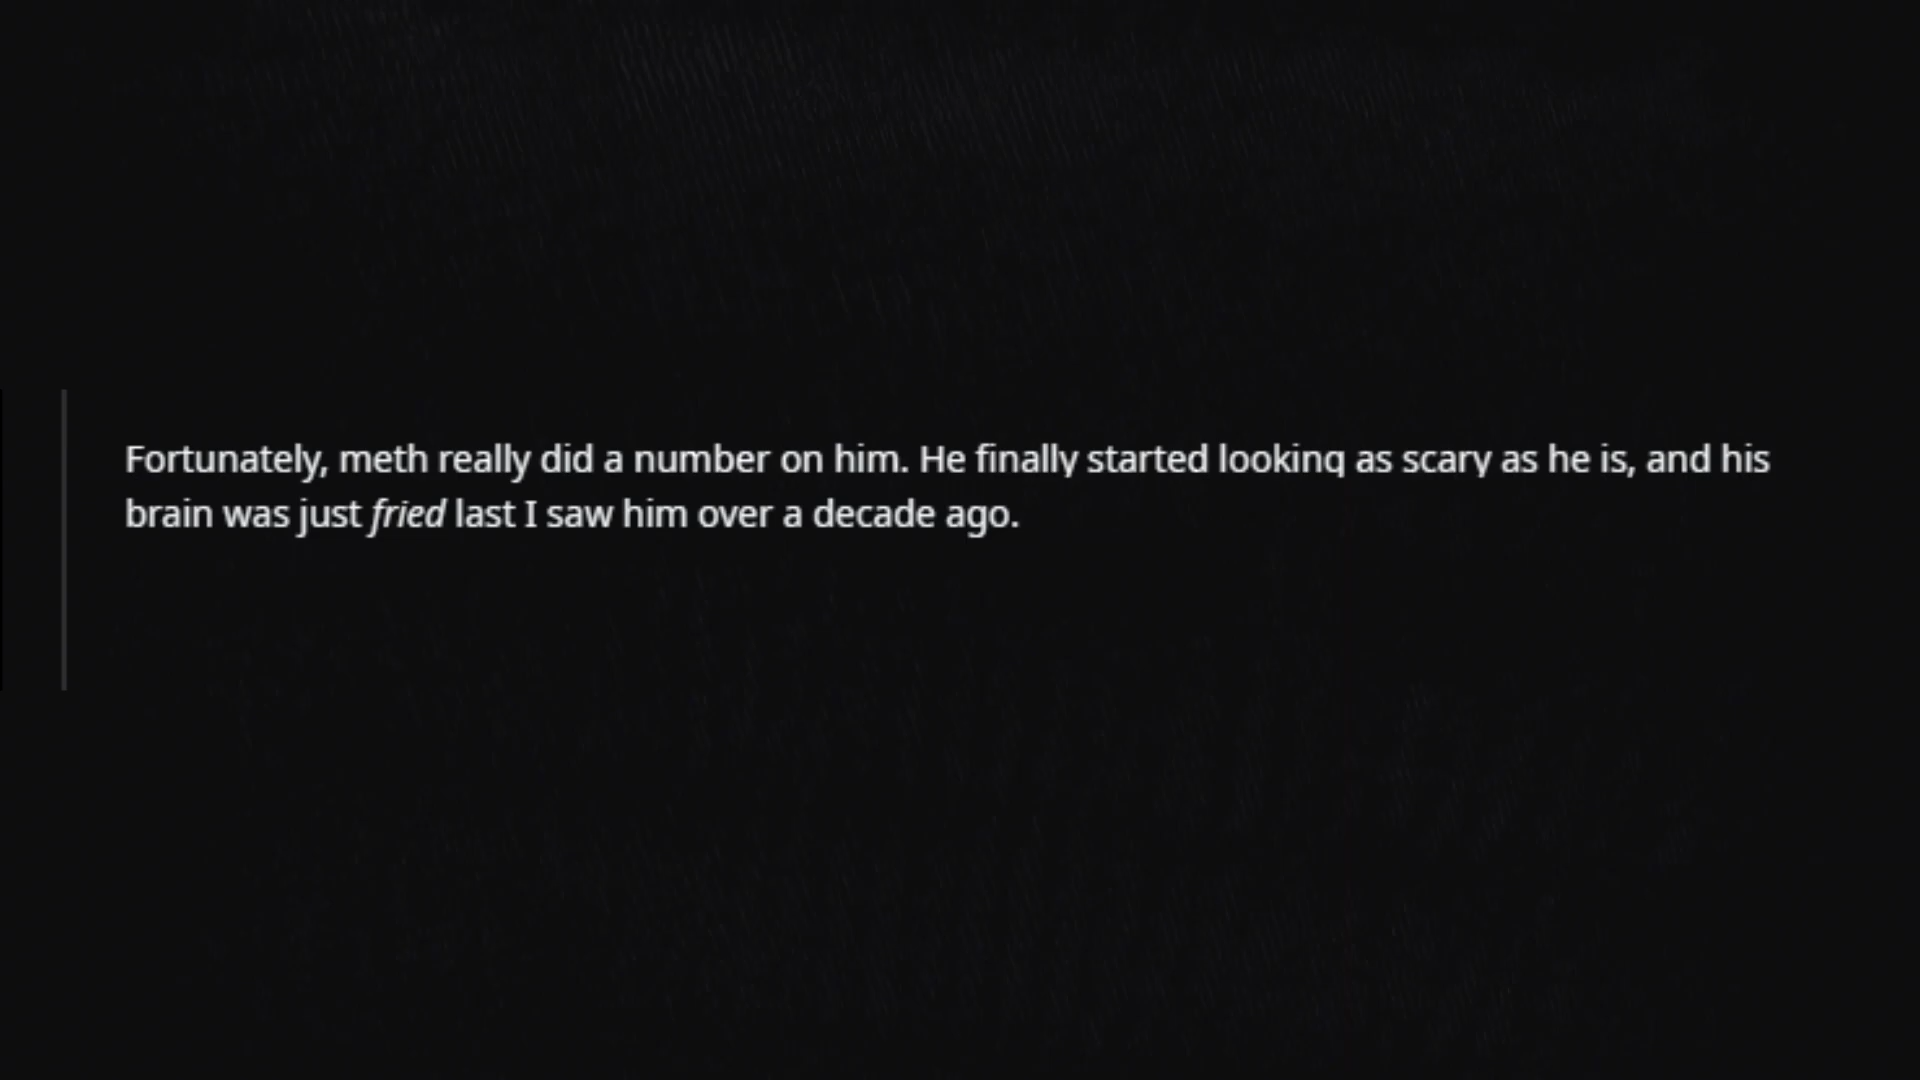 Fortunately, meth really did a number on him. He finally started looking as scary as he is, and his
brain was just fried last I saw him over a decade ago.